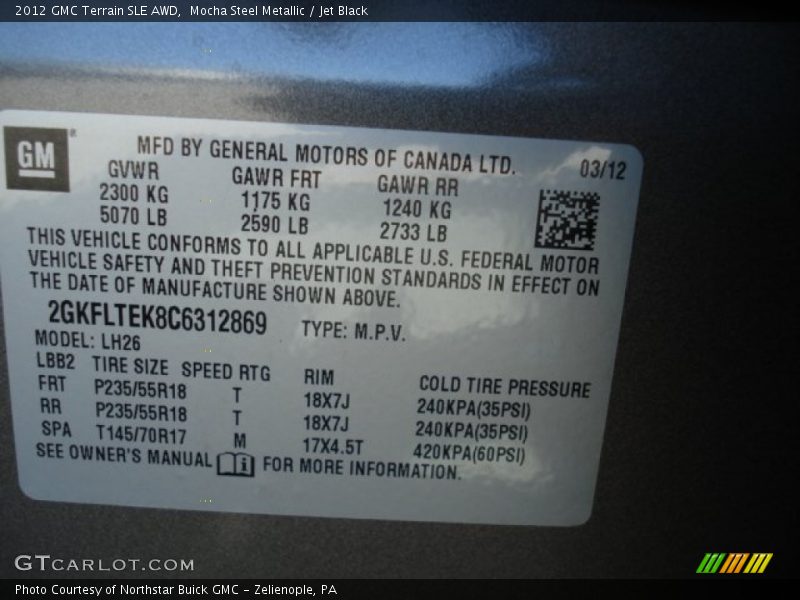 2012 GMC Terrain SLE AWD,  Mocha Steel Metallic / Jet Black
GM®
MFD BY GENERAL MOTORS OF CANADA LTD. 03/12
GVWR GAWR FRT GAWR RR
2300 KG 1175 KG 1240 KG
5070 LB 2590 LB 2733 LB
THIS VEHICLE CONFORMS TO ALL APPLICABLE U.S. FEDERAL MOTOR
VEHICLE SAFETY AND THEFT PREVENTION STANDARDS IN EFFECT ON
THE DATE OF MANUFACTURE SHOWN ABOVE.
2GKFLTEK8C6312869 TYPE: M.P.V.
MODEL: LH26
LBB2 TIRE SIZE SPEED RTG RIM COLD TIRE PRESSURE
FRT P235/55R18 T 18X7J 240KPA(35PSI)
RR P235/55R18 T 18X7J 240KPA(35PSI)
SPA T145/70R17 M 17X4.5T 420KPA(60PSI)
SEE OWNER'S MANUAL FOR MORE INFORMATION.
GTCARLOT.COM
Photo Courtesy of Northstar Buick GMC - Zelienople, PA